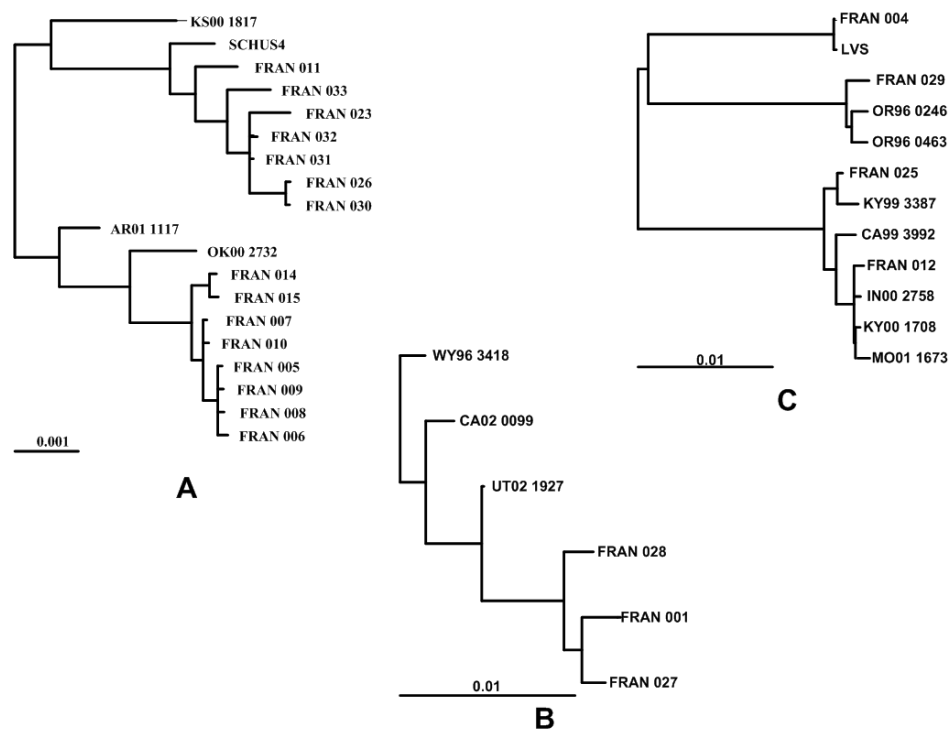 KS00 1817
SCHUS4
FRAN 011
FRAN 033
FRAN 023
FRAN 032
FRAN 031
FRAN 026
FRAN 030
AR01 1117
OK00 2732
FRAN 014
FRAN 015
FRAN 007
FRAN 010
FRAN 005
FRAN 009
FRAN 008
FRAN 006
0.001
A
WY96 3418
CA02 0099
UT02 1927
FRAN 028
FRAN 001
FRAN 027
0.01
B
FRAN 004
LVS
FRAN 029
OR96 0246
OR96 0463
FRAN 025
KY99 3387
CA99 3992
FRAN 012
IN00 2758
KY00 1708
MO01 1673
0.01
C